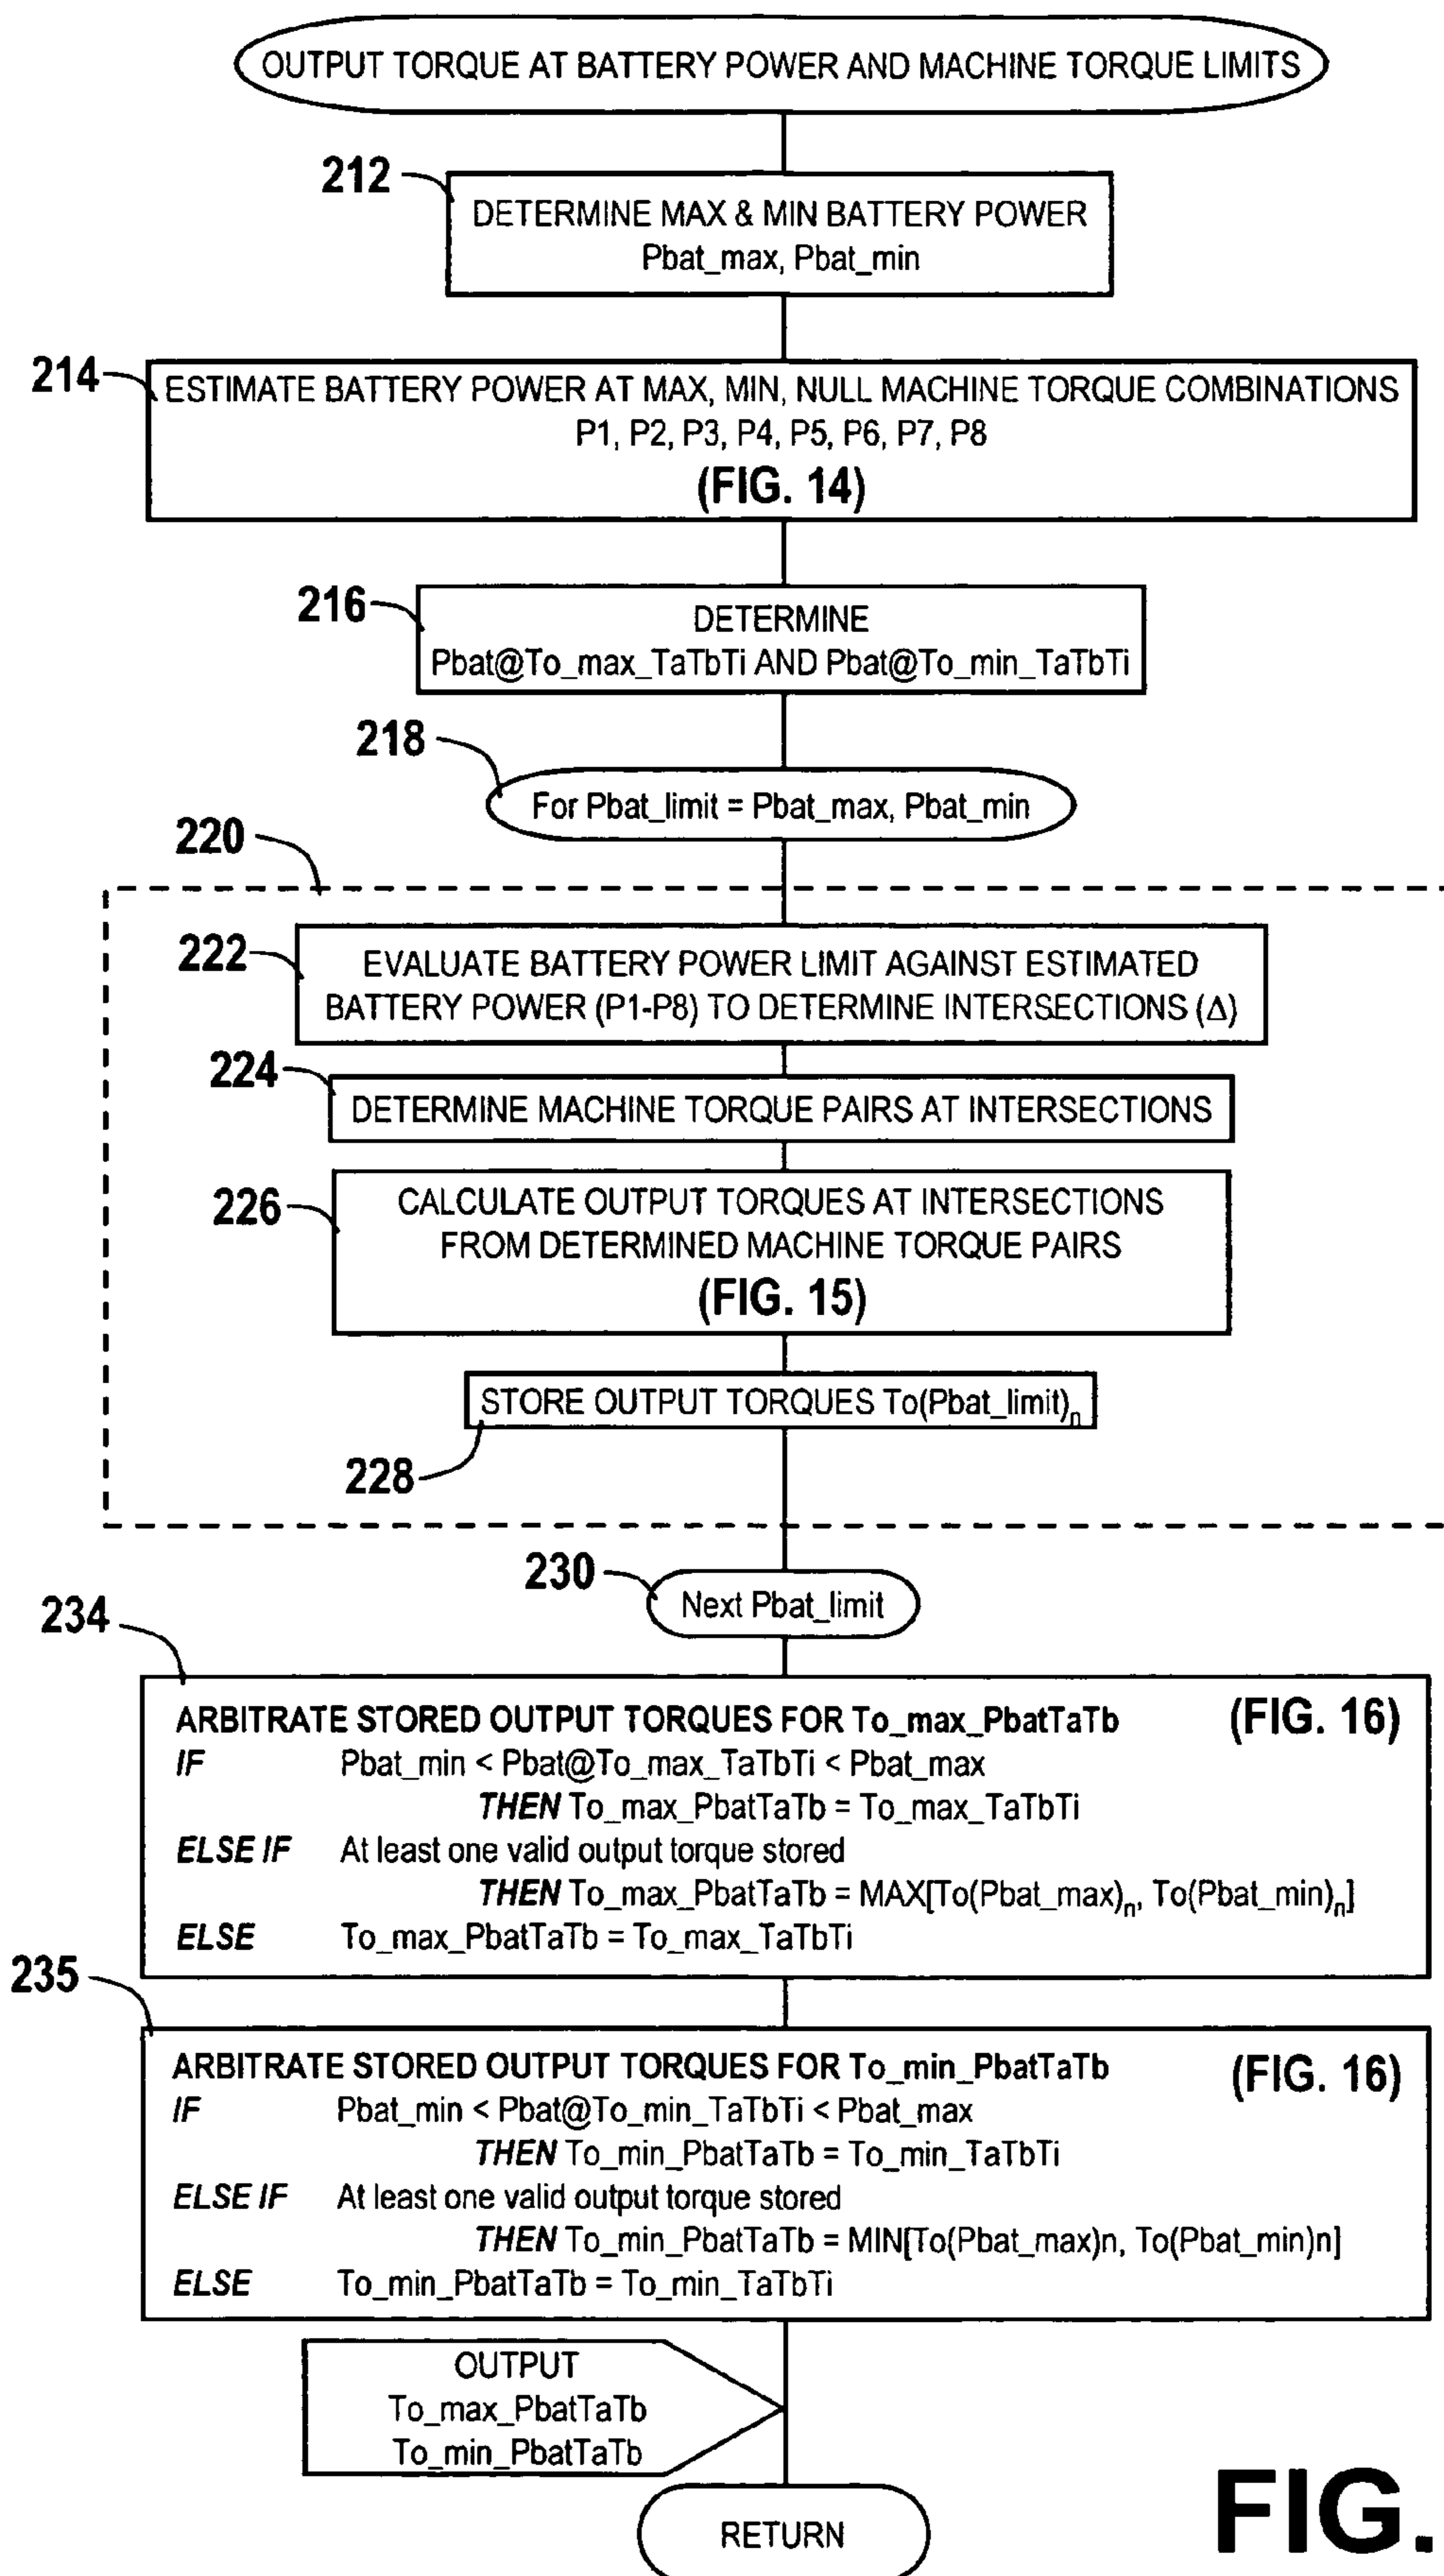 OUTPUT TORQUE AT BATTERY POWER AND MACHINE TORQUE LIMITS
212
DETERMINE MAX & MIN BATTERY POWER
Pbat_max, Pbat_min
214
ESTIMATE BATTERY POWER AT MAX, MIN, NULL MACHINE TORQUE COMBINATIONS
P1, P2, P3, P4, P5, P6, P7, P8
(FIG. 14)
216
DETERMINE
Pbat@To_max_TaTbTi AND Pbat@To_min_TaTbTi
218
For Pbat_limit = Pbat_max, Pbat_min
220
222
EVALUATE BATTERY POWER LIMIT AGAINST ESTIMATED
BATTERY POWER (P1-P8) TO DETERMINE INTERSECTIONS (Δ)
224
DETERMINE MACHINE TORQUE PAIRS AT INTERSECTIONS
226
CALCULATE OUTPUT TORQUES AT INTERSECTIONS
FROM DETERMINED MACHINE TORQUE PAIRS
(FIG. 15)
STORE OUTPUT TORQUES To(Pbat_limit)n
228
230
Next Pbat_limit
234
ARBITRATE STORED OUTPUT TORQUES FOR To_max_PbatTaTb (FIG. 16)
IF Pbat_min < Pbat@To_max_TaTbTi < Pbat_max
THEN To_max_PbatTaTb = To_max_TaTbTi
ELSE IF At least one valid output torque stored
THEN To_max_PbatTaTb = MAX[To(Pbat_max)n, To(Pbat_min)n]
ELSE To_max_PbatTaTb = To_max_TaTbTi
235
ARBITRATE STORED OUTPUT TORQUES FOR To_min_PbatTaTb (FIG. 16)
IF Pbat_min < Pbat@To_min_TaTbTi < Pbat_max
THEN To_min_PbatTaTb = To_min_TaTbTi
ELSE IF At least one valid output torque stored
THEN To_min_PbatTaTb = MIN[To(Pbat_max)n, To(Pbat_min)n]
ELSE To_min_PbatTaTb = To_min_TaTbTi
OUTPUT
To_max_PbatTaTb
To_min_PbatTaTb
RETURN
FIG.